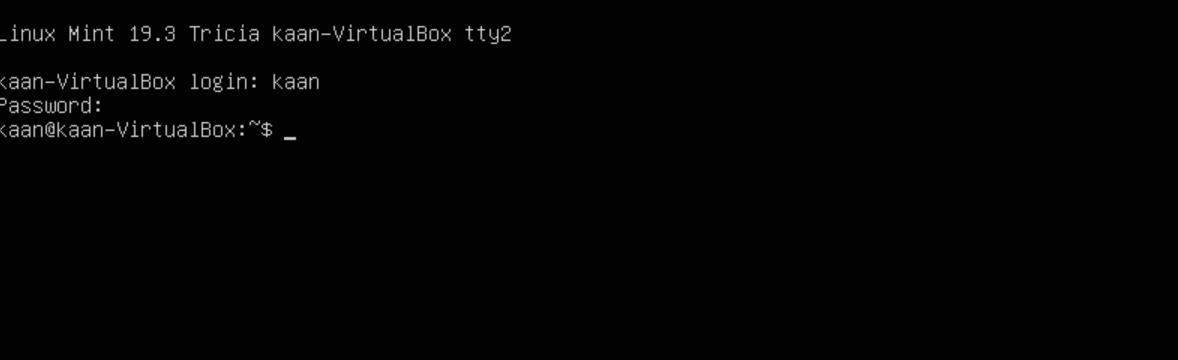 Linux Mint 19.3 Tricia kaan-VirtualBox tty2
kaan-VirtualBox login: kaan
Password:
kaan@kaan-VirtualBox:~$ _